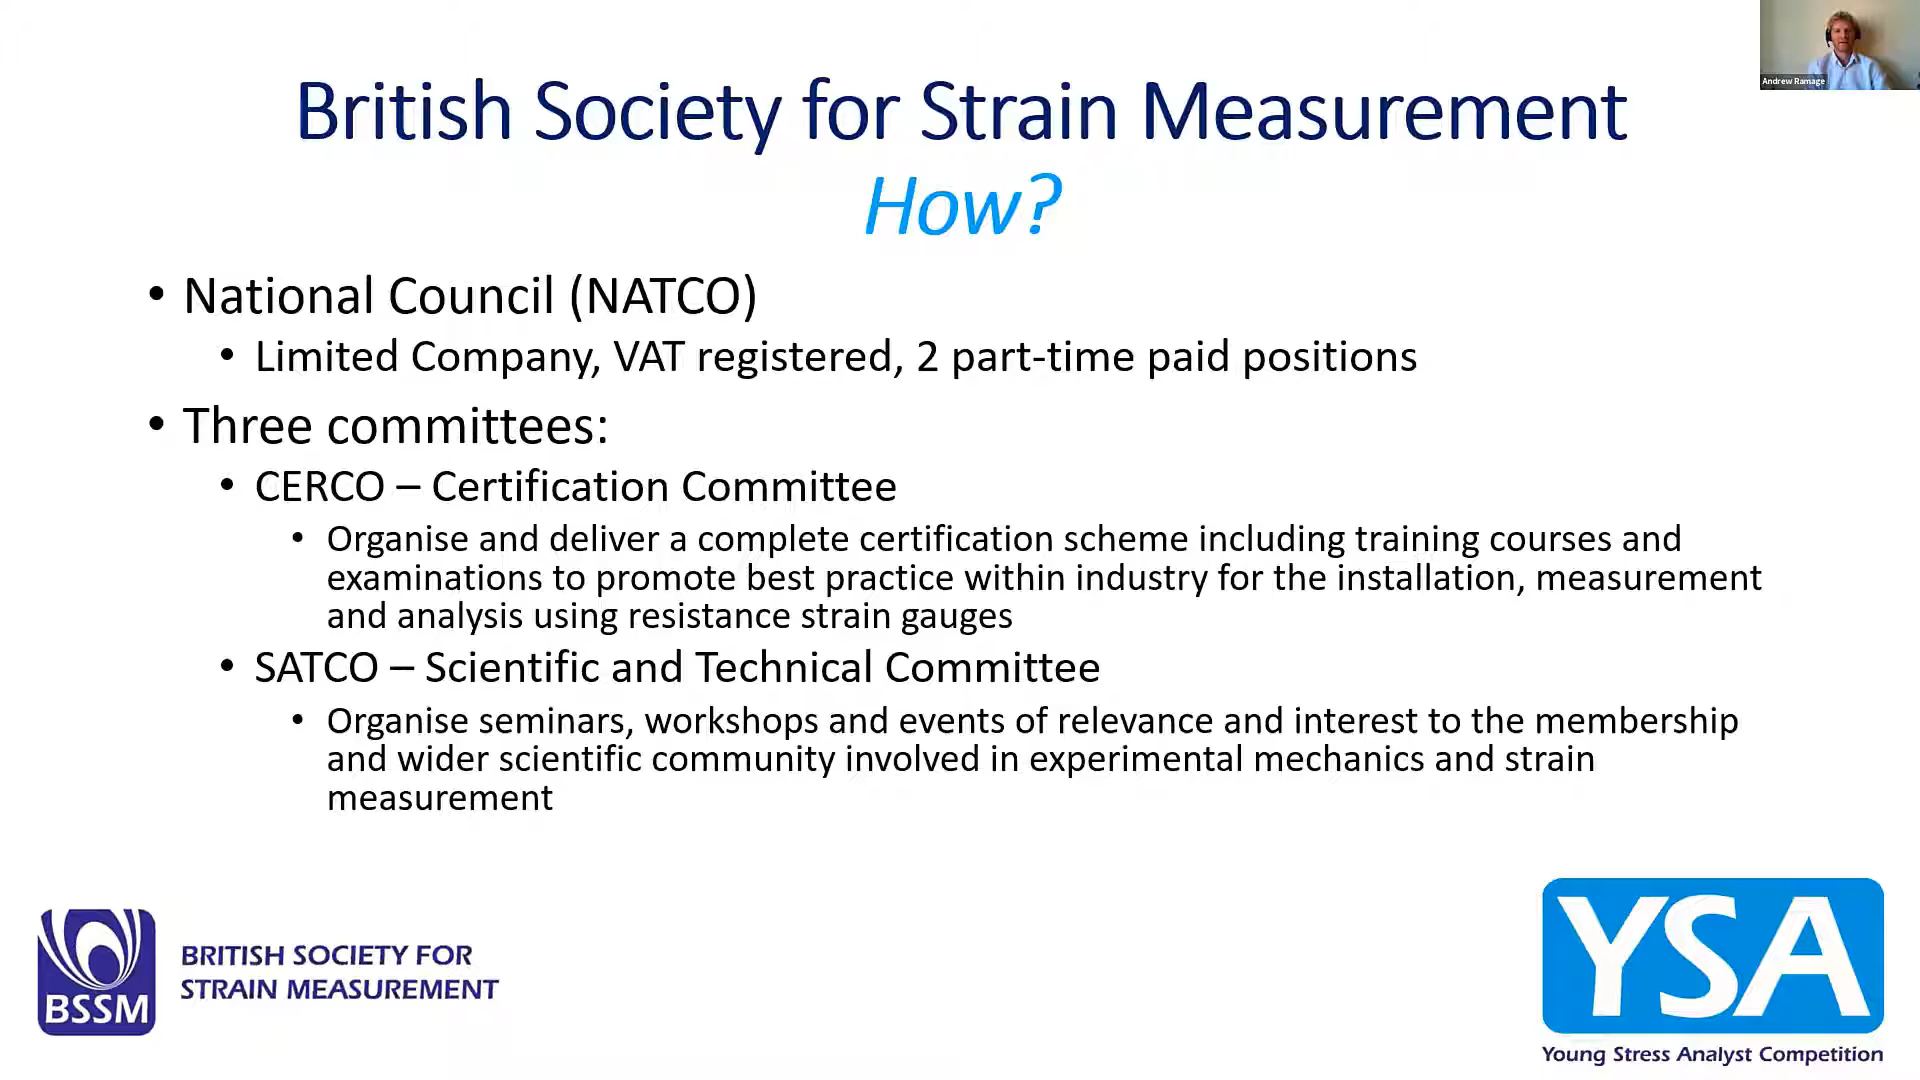 Andrew Ramage
British Society for Strain Measurement
How?
• National Council (NATCO)
• Limited Company, VAT registered, 2 part-time paid positions
• Three committees:
• CERCO – Certification Committee
• Organise and deliver a complete certification scheme including training courses and
examinations to promote best practice within industry for the installation, measurement
and analysis using resistance strain gauges
• SATCO – Scientific and Technical Committee
• Organise seminars, workshops and events of relevance and interest to the membership
and wider scientific community involved in experimental mechanics and strain
measurement
BSSM
BRITISH SOCIETY FOR
STRAIN MEASUREMENT
YSA
Young Stress Analyst Competition